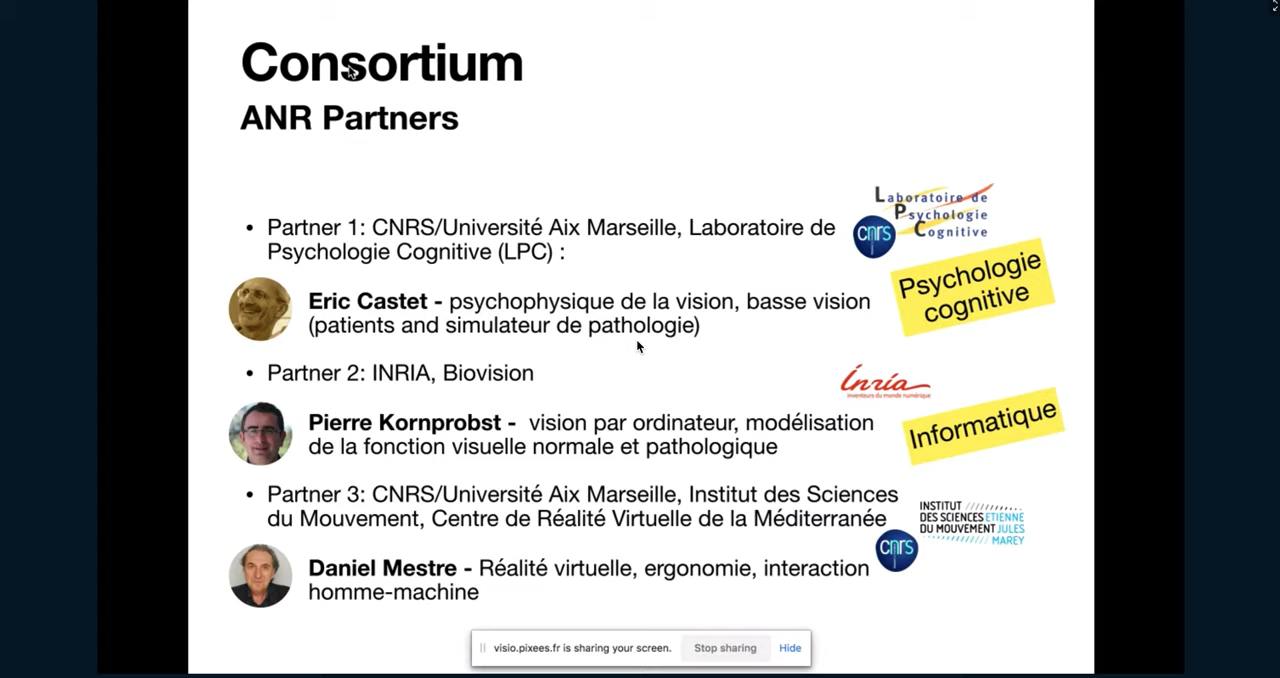 Consortium
ANR Partners
Laboratoire de
Psychologie
Cognitive
cnrs
• Partner 1: CNRS/Université Aix Marseille, Laboratoire de
Psychologie Cognitive (LPC) :
Psychologie
cognitive
Eric Castet - psychophysique de la vision, basse vision
(patients and simulateur de pathologie)
• Partner 2: INRIA, Biovision
Inria
inventeurs du monde numérique
Pierre Kornprobst - vision par ordinateur, modélisation
de la fonction visuelle normale et pathologique
Informatique
• Partner 3: CNRS/Université Aix Marseille, Institut des Sciences
du Mouvement, Centre de Réalité Virtuelle de la Méditerranée
INSTITUT
DES SCIENCES ETIENNE
DU MOUVEMENT JULES
MAREY
cnrs
Daniel Mestre - Réalité virtuelle, ergonomie, interaction
homme-machine
visio.pixees.fr is sharing your screen. Stop sharing Hide